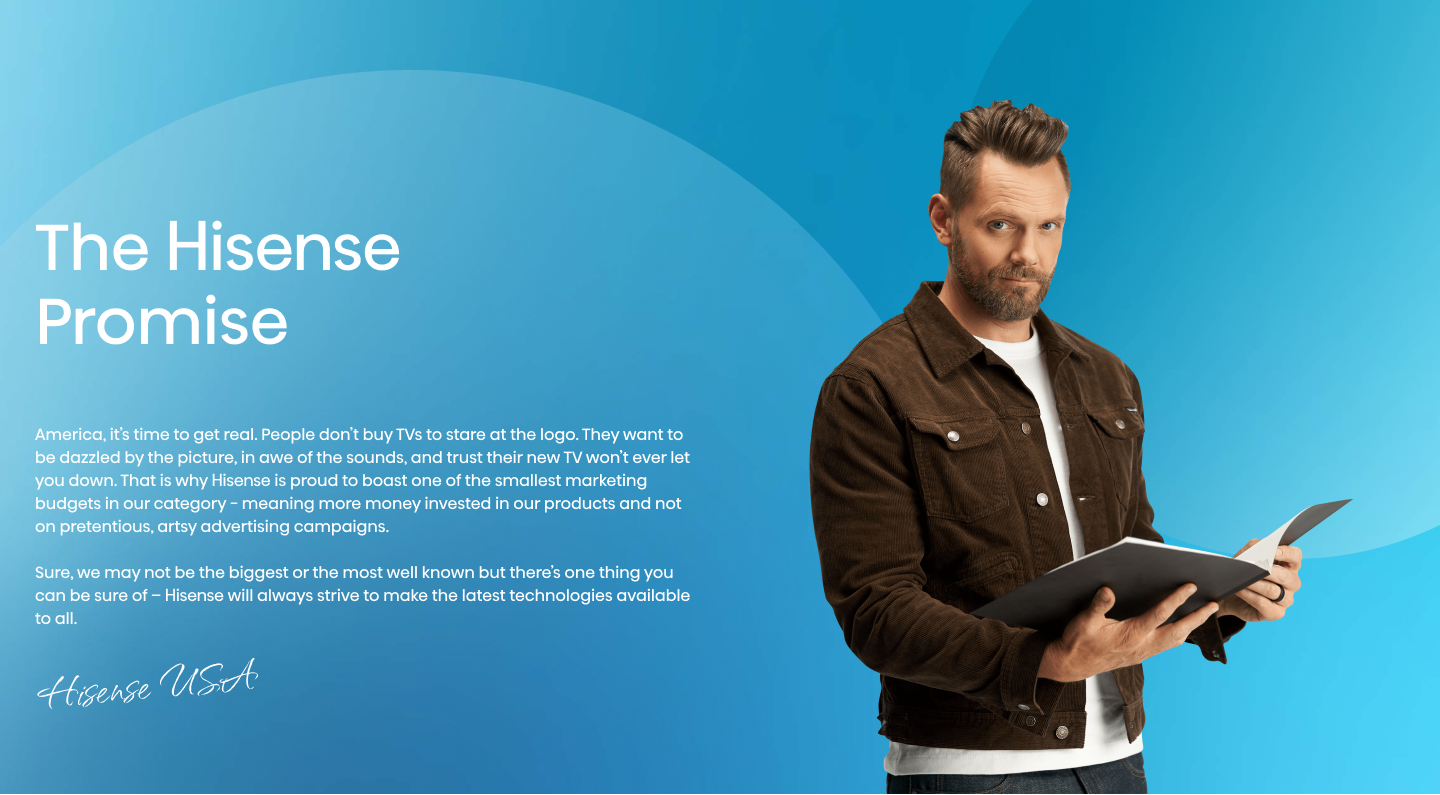 The Hisense
Promise
America, it's time to get real. People don't buy TVs to stare at the logo. They want to
be dazzled by the picture, in awe of the sounds, and trust their new TV won't ever let
you down. That is why Hisense is proud to boast one of the smallest marketing
budgets in our category - meaning more money invested in our products and not
on pretentious, artsy advertising campaigns.
Sure, we may not be the biggest or the most well known but there's one thing you
can be sure of – Hisense will always strive to make the latest technologies available
to all.
Hisense USA